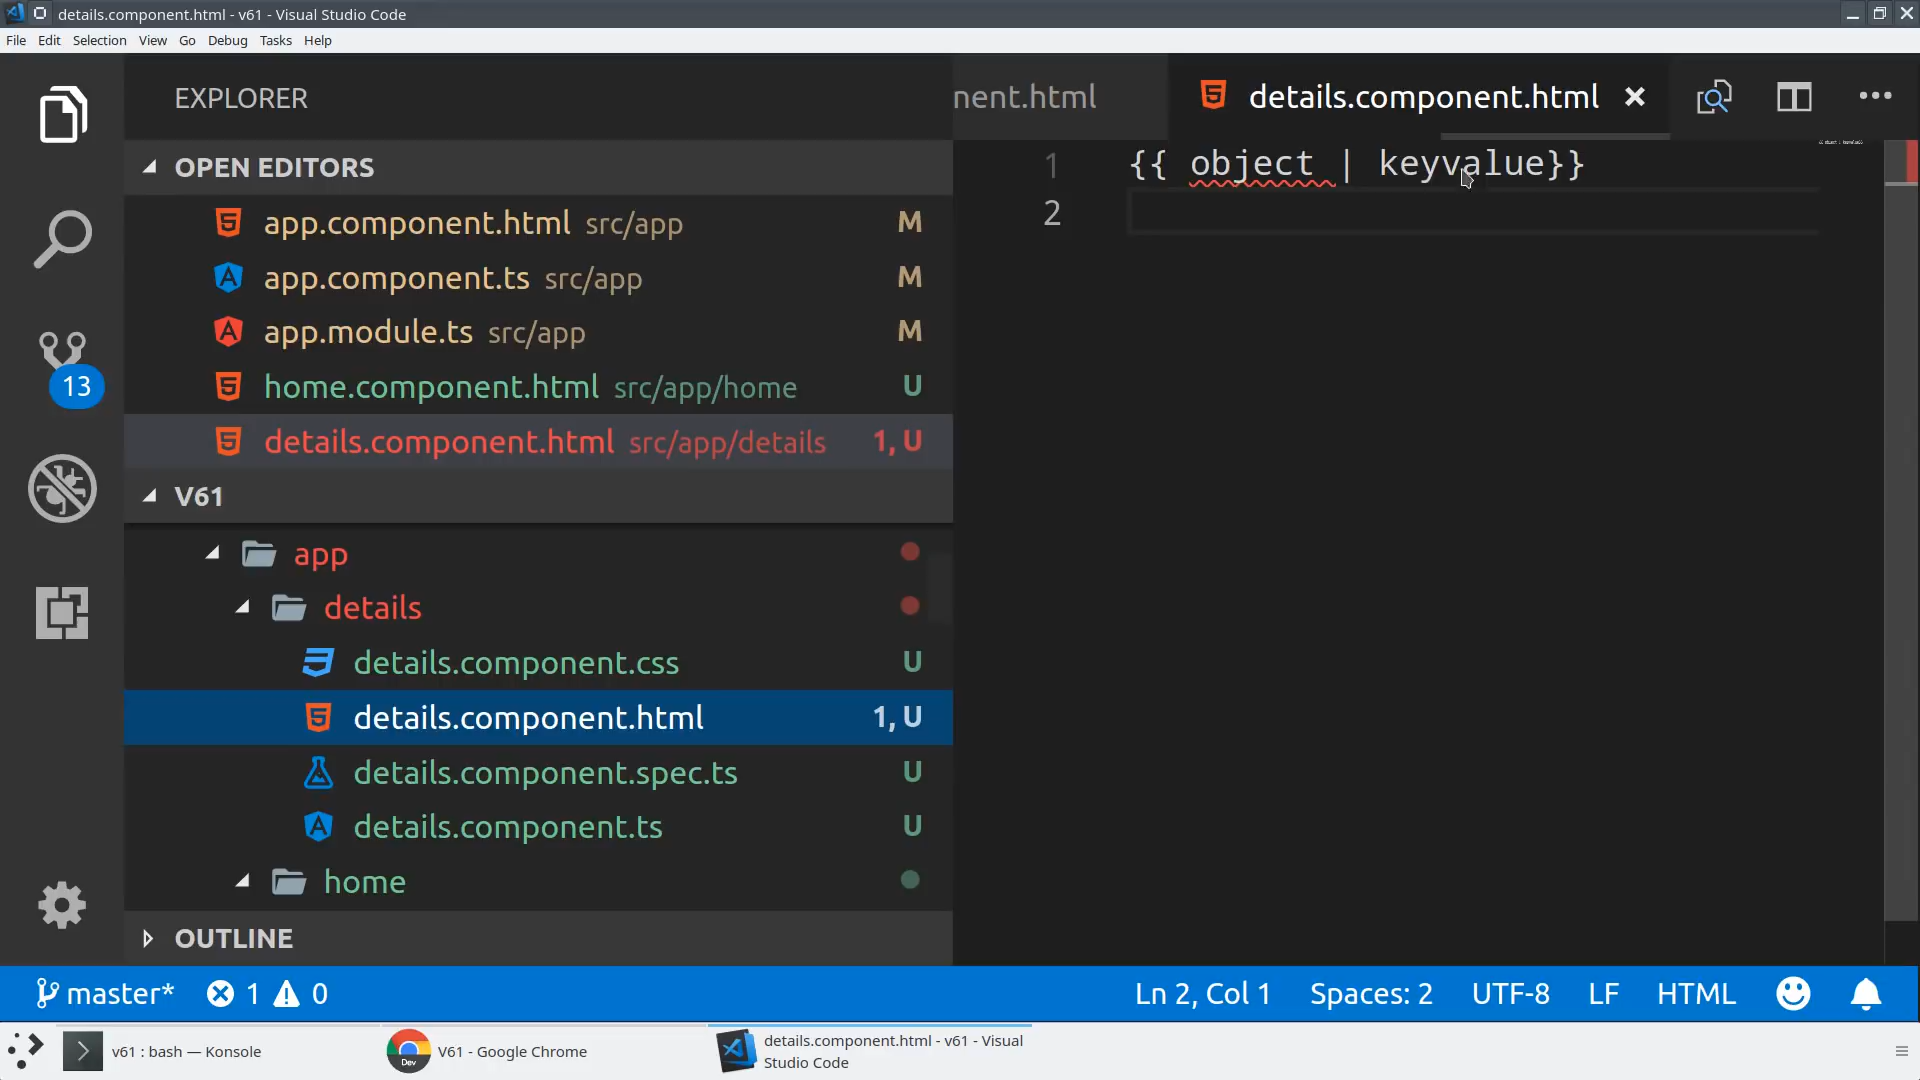 details.component.html - v61 - Visual Studio Code
File Edit Selection View Go Debug Tasks Help
EXPLORER
nent.html
details.component.html
OPEN EDITORS
app.component.html src/app M
app.component.ts src/app M
app.module.ts src/app M
home.component.html src/app/home U
details.component.html src/app/details 1, U
V61
app
details
details.component.css U
details.component.html 1, U
details.component.spec.ts U
details.component.ts U
home
OUTLINE
13
1 {{ object | keyvalue}}
2
master* 1 0
Ln 2, Col 1 Spaces: 2 UTF-8 LF HTML
v61 : bash — Konsole
Dev
V61 - Google Chrome
details.component.html - v61 - Visual
Studio Code